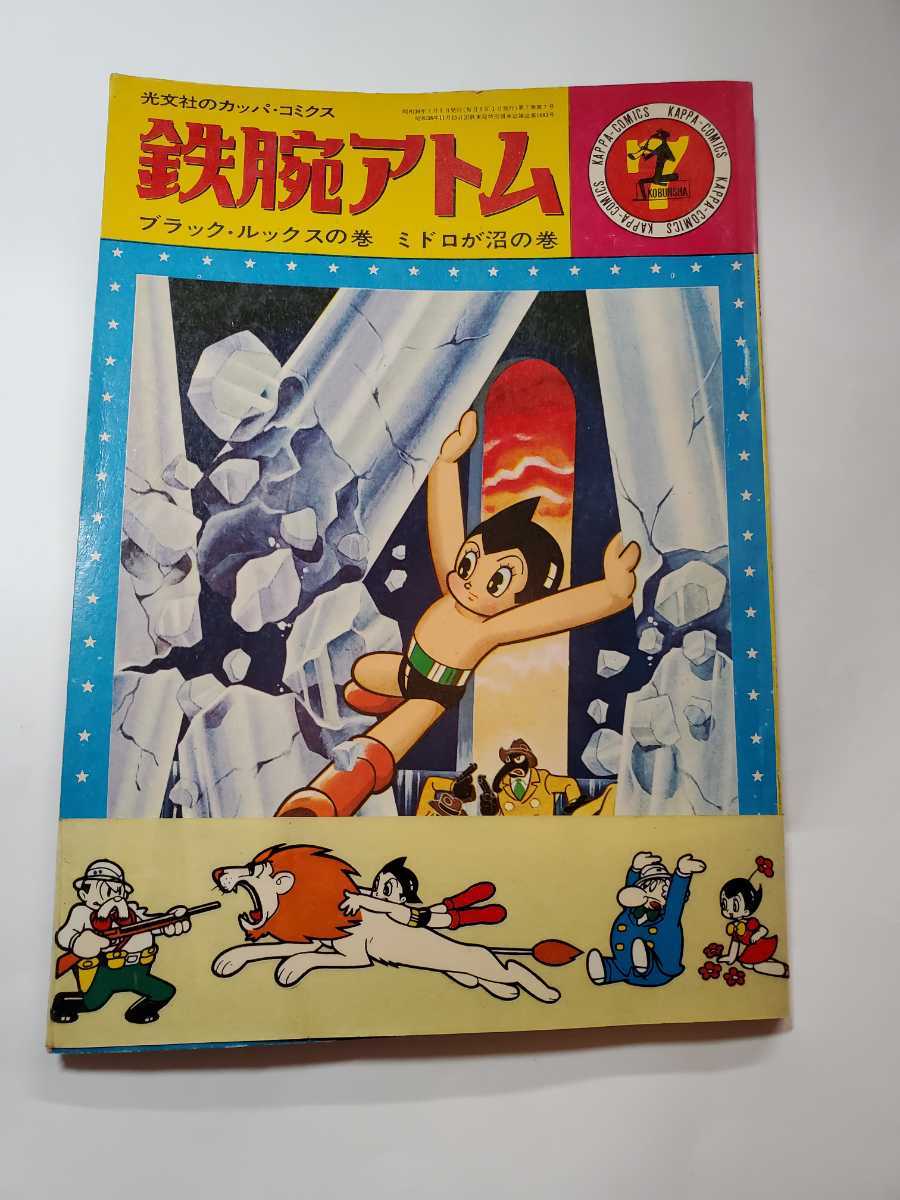 光文社のカッパ・コミクス
鉄腕アトム
ブラック・ルックスの巻 ミドロが沼の巻
KAPPA-COMICS KAPPA-COMICS KAPPA-COMICS KAPPA-COMICS
7
KOBUNSHA